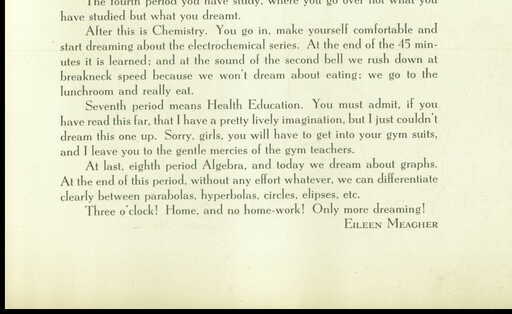 The fourth period you have study, where you go over not what you
have studied but what you dreamt.
After this is Chemistry. You go in, make yourself comfortable and
start dreaming about the electrochemical series. At the end of the 45 min-
utes it is learned; and at the sound of the second bell we rush down at
breakneck speed because we won't dream about eating; we go to the
lunchroom and really eat.
Seventh period means Health Education. You must admit, if you
have read this far, that I have a pretty lively imagination, but I just couldn't
dream this one up. Sorry, girls, you will have to get into your gym suits,
and I leave you to the gentle mercies of the gym teachers.
At last, eighth period Algebra, and today we dream about graphs.
At the end of this period, without any effort whatever, we can differentiate
clearly between parabolas, hyperbolas, circles, elipses, etc.
Three o'clock! Home, and no home-work! Only more dreaming!
Eileen Meagher